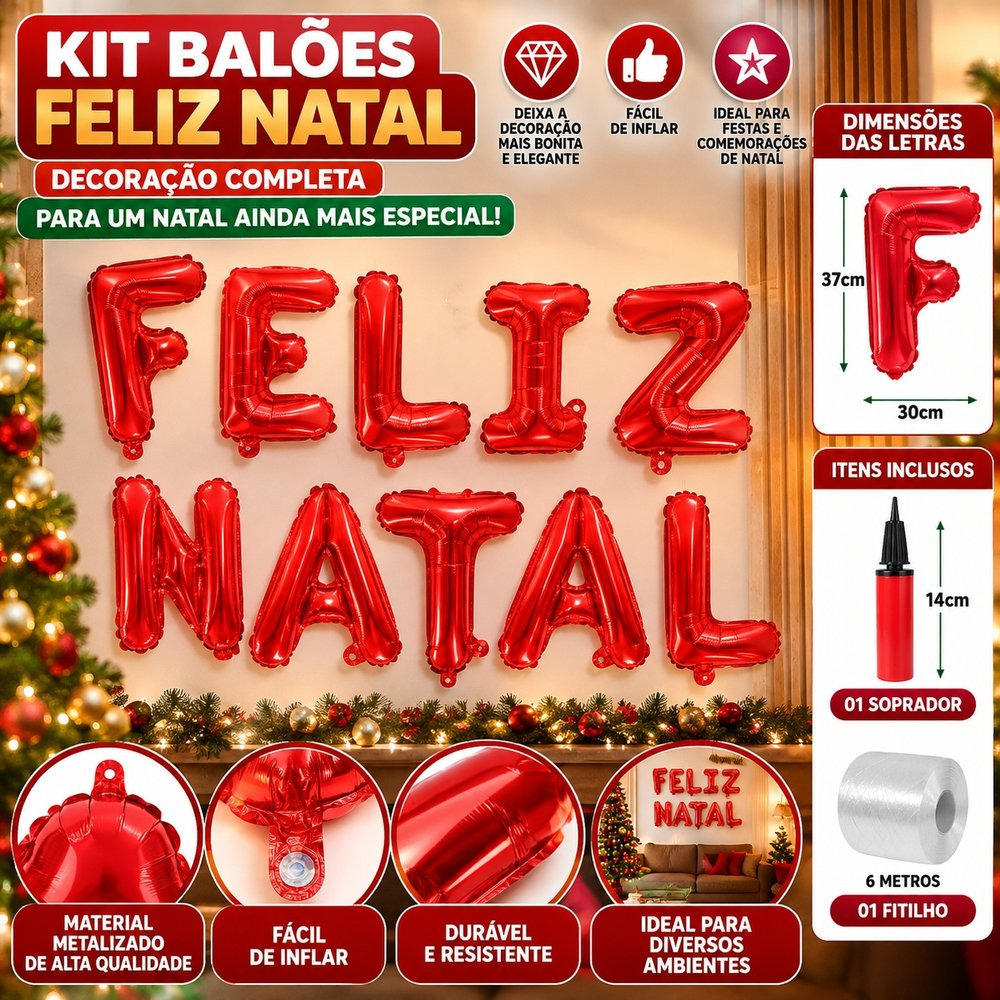 KIT BALÕES
FELIZ NATAL
DECORAÇÃO COMPLETA
PARA UM NATAL AINDA MAIS ESPECIAL!
DEIXA A
DECORAÇÃO
MAIS BONITA
E ELEGANTE
FÁCIL
DE INFLAR
IDEAL PARA
FESTAS E
COMEMORAÇÕES
DE NATAL
DIMENSÕES
DAS LETRAS
F
37cm
30cm
FELIZ
NATAL
ITENS INCLUSOS
14cm
01 SOPRADOR
6 METROS
01 FITILHO
MATERIAL
METALIZADO
DE ALTA QUALIDADE
FÁCIL
DE INFLAR
DURÁVEL
E RESISTENTE
FELIZ
NATAL
IDEAL PARA
DIVERSOS
AMBIENTES